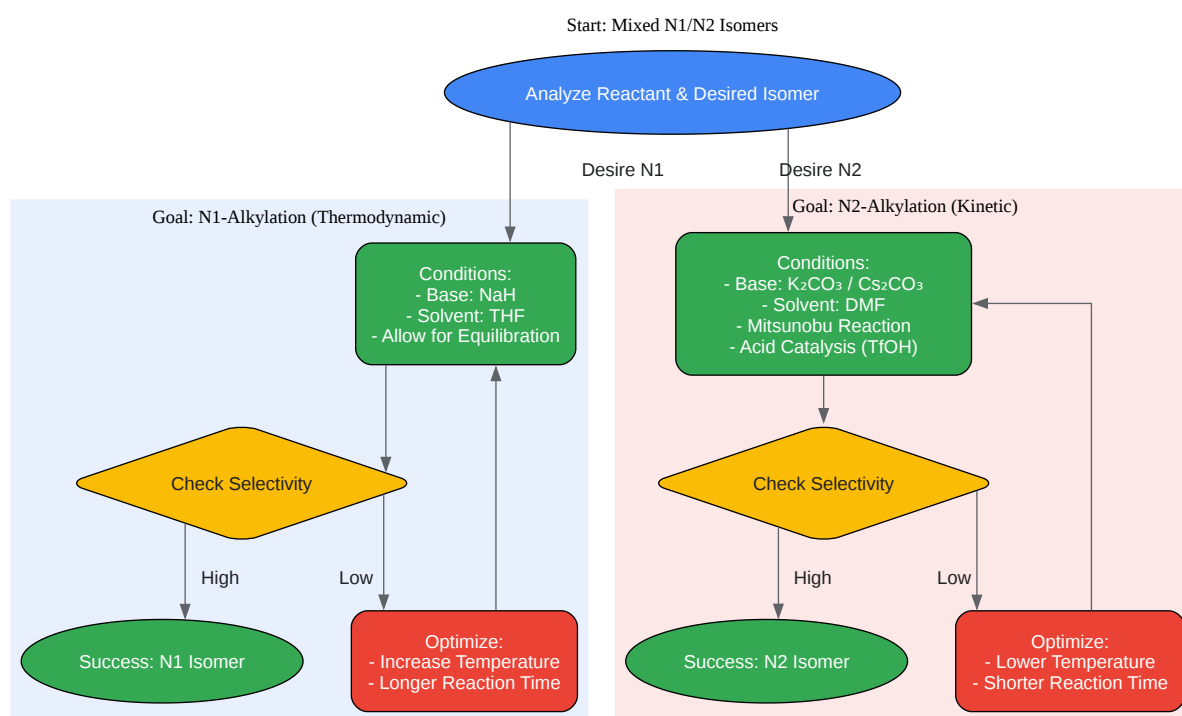 Start: Mixed N1/N2 Isomers
Analyze Reactant & Desired Isomer
Desire N1
Desire N2
Goal: N1-Alkylation (Thermodynamic)
Conditions:
- Base: NaH
- Solvent: THF
- Allow for Equilibration
Check Selectivity
High
Low
Success: N1 Isomer
Optimize:
- Increase Temperature
- Longer Reaction Time
Goal: N2-Alkylation (Kinetic)
Conditions:
- Base: K₂CO₃ / Cs₂CO₃
- Solvent: DMF
- Mitsunobu Reaction
- Acid Catalysis (TfOH)
Check Selectivity
High
Low
Success: N2 Isomer
Optimize:
- Lower Temperature
- Shorter Reaction Time